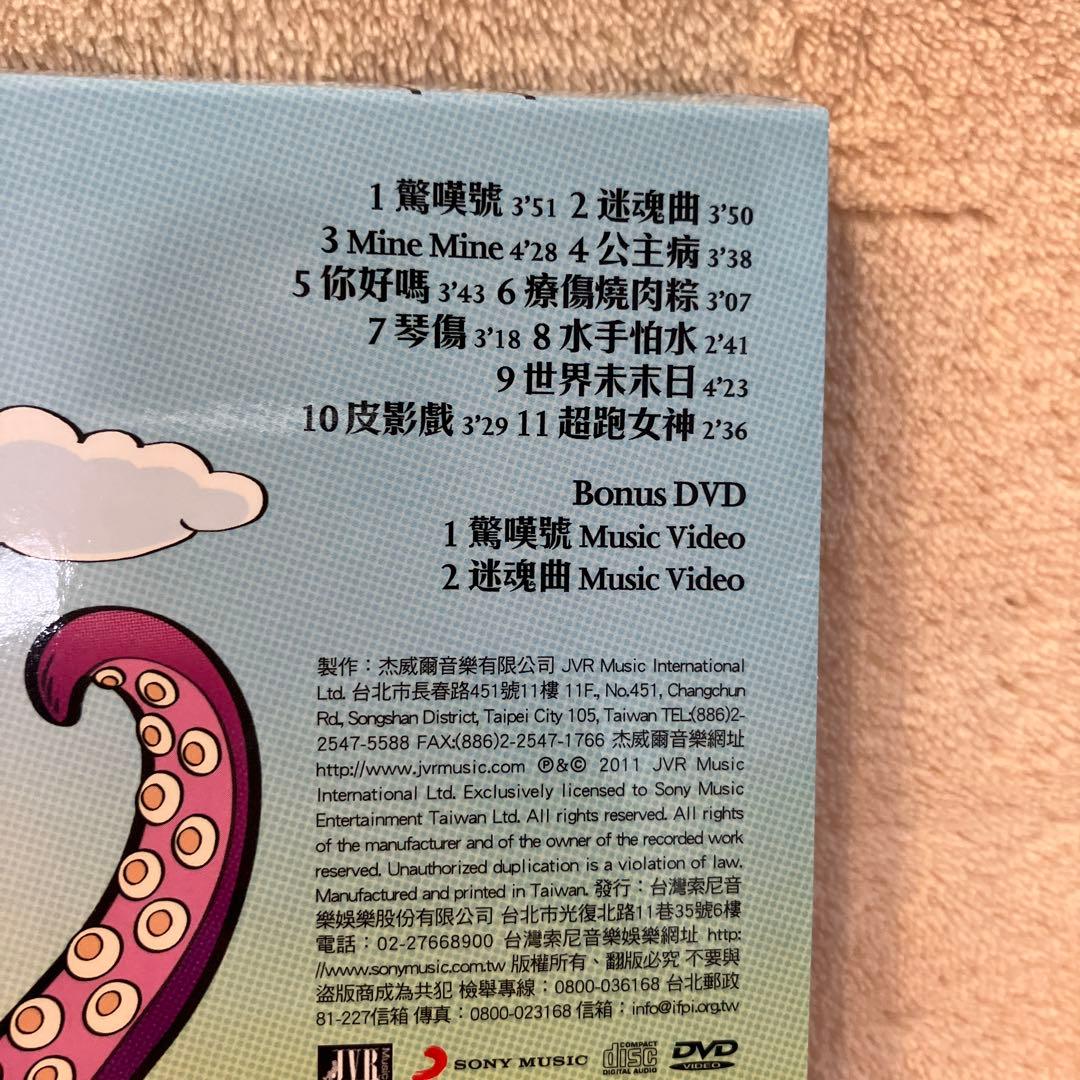 1 驚嘆號 3’51 2 迷魂曲 3’50
3 Mine Mine 4’28 4 公主病 3’38
5 你好嗎 3’43 6 療傷燒肉粽 3’07
7 琴傷 3’18 8 水手怕水 2’41
9 世界未末日 4’23
10 皮影戲 3’29 11 超跑女神 2’36
Bonus DVD
1 驚嘆號 Music Video
2 迷魂曲 Music Video
製作：杰威爾音樂有限公司 JVR Music International
Ltd. 台北市長春路451號11樓 11F., No.451, Changchun
Rd., Songshan District, Taipei City 105, Taiwan TEL:(886)2-
2547-5588 FAX:(886)2-2547-1766 杰威爾音樂網址
http://www.jvrmusic.com ℗&© 2011 JVR Music
International Ltd. Exclusively licensed to Sony Music
Entertainment Taiwan Ltd. All rights reserved. All rights
of the manufacturer and of the owner of the recorded work
reserved. Unauthorized duplication is a violation of law.
Manufactured and printed in Taiwan. 發行：台灣索尼音
樂娛樂股份有限公司 台北市光復北路11巷35號6樓
電話：02-27668900 台灣索尼音樂娛樂網址 http:
//www.sonymusic.com.tw 版權所有、翻版必究 不要與
盜版商成為共犯 檢舉專線：0800-036168 台北郵政
81-227信箱 傳真：0800-023168 信箱：info@ifpi.org.tw
JVR Music SONY MUSIC COMPACT disc DIGITAL AUDIO DVD VIDEO